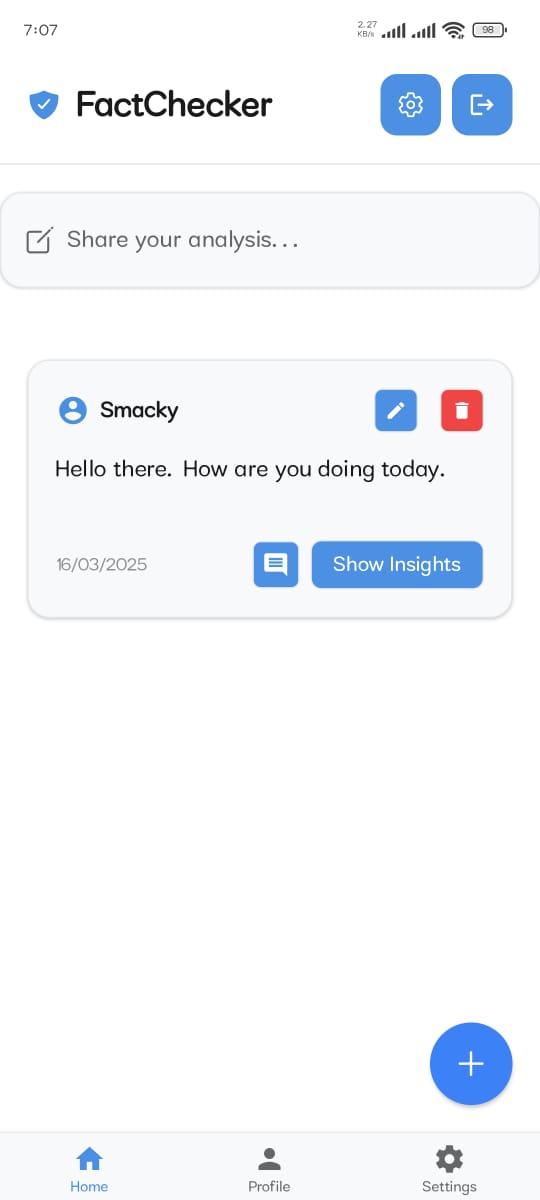 7:07
2.27
KB/s
98
FactChecker
Share your analysis...
Smacky
Hello there. How are you doing today.
16/03/2025
Show Insights
Home
Profile
Settings